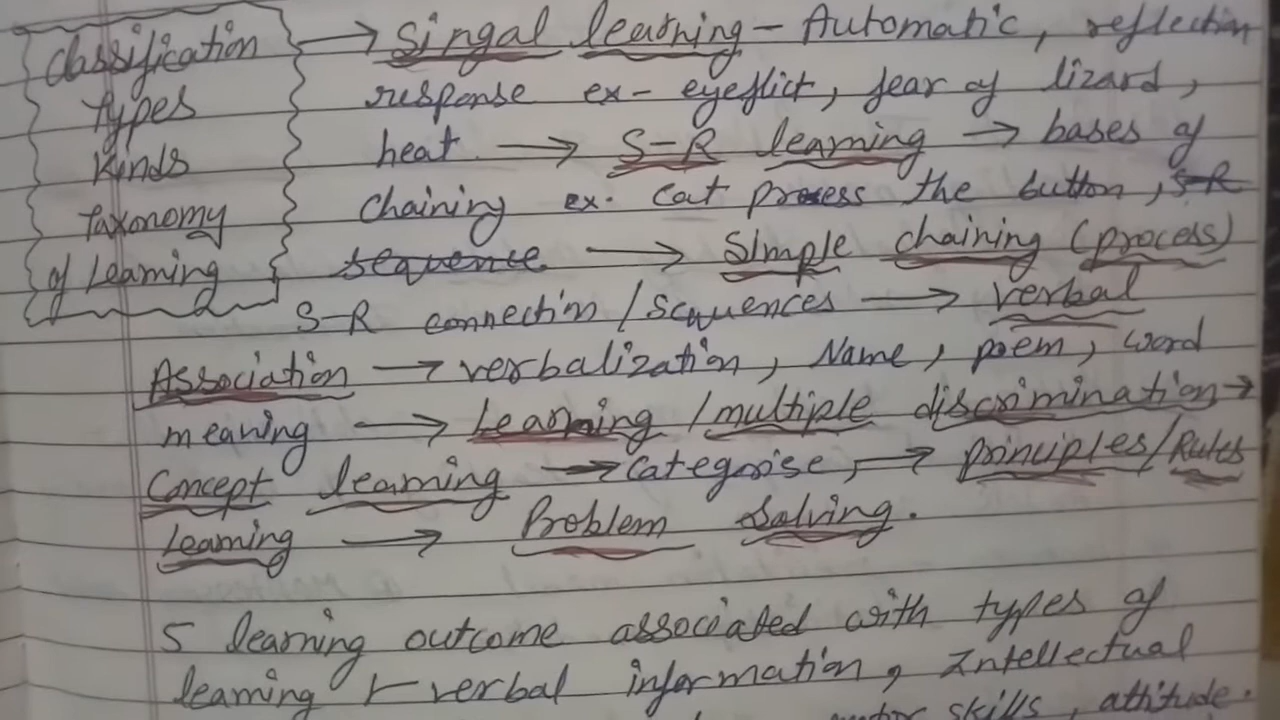 Classification → Singal learning - Automatic, reflection
Types response ex- eyeflict, fear of lizard,
Kinds heat → S-R learning → bases of
Taxonomy Chaining ex. Cat process the button, S-R
of Learning sequence → Simple chaining (process)
S-R connection / Scquences → verbal
Association → verbalization, Name, poem, word
meaning → Learning / multiple discrimination →
Concept learning → Categorise, → principles/Rules
Learning → Problem Solving.
5 learning outcome associated with types of
learning - verbal information, Intellectual
skills, attitude.